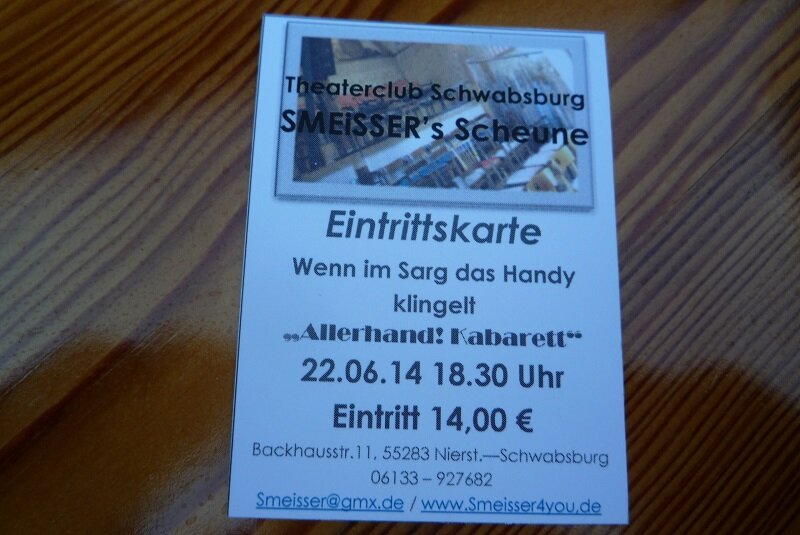 Theaterclub Schwabsburg
SMEiSSER's Scheune
Eintrittskarte
Wenn im Sarg das Handy
klingelt
„Allerhand! Kabarett“
22.06.14 18.30 Uhr
Eintritt 14,00 €
Backhausstr.11, 55283 Nierst.—Schwabsburg
06133 – 927682
Smeisser@gmx.de / www.Smeisser4you,de